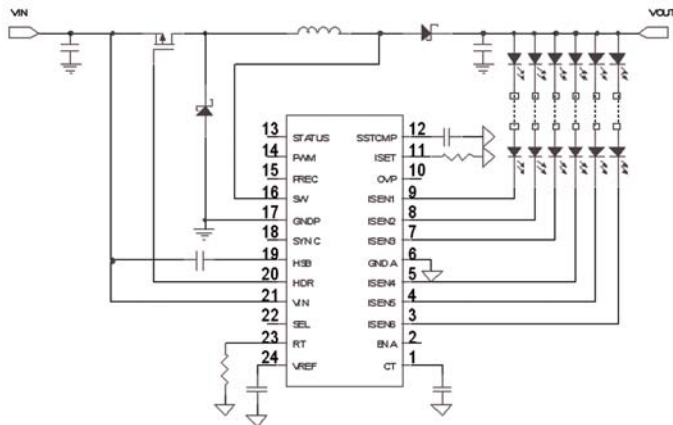 VIN
VOUT
13 STATUS
14 PWM
15 FREC
16 SW
17 GNDP
18 SYNC
19 HSB
20 HDR
21 VIN
22 SEL
23 RT
24 VREF
SSTCMP 12
ISET 11
OVP 10
ISEN1 9
ISEN2 8
ISEN3 7
GNDA 6
ISEN4 5
ISEN5 4
ISEN6 3
ENA 2
CT 1